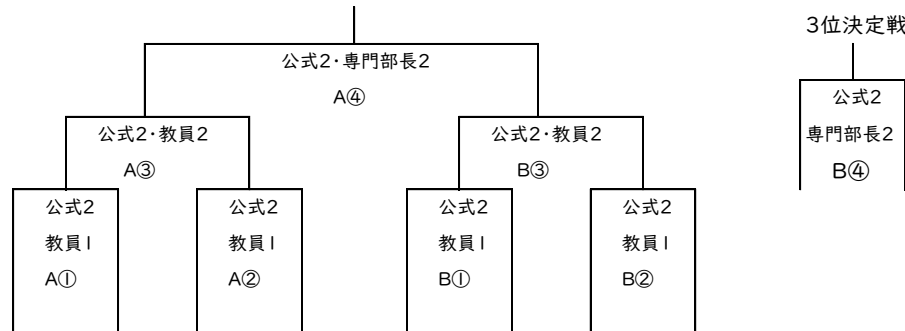 3位決定戦
公式2・専門部長2
A④
公式2
専門部長2
B④
公式2・教員2
A③
公式2・教員2
B③
公式2
教員1
A①
公式2
教員1
A②
公式2
教員1
B①
公式2
教員1
B②